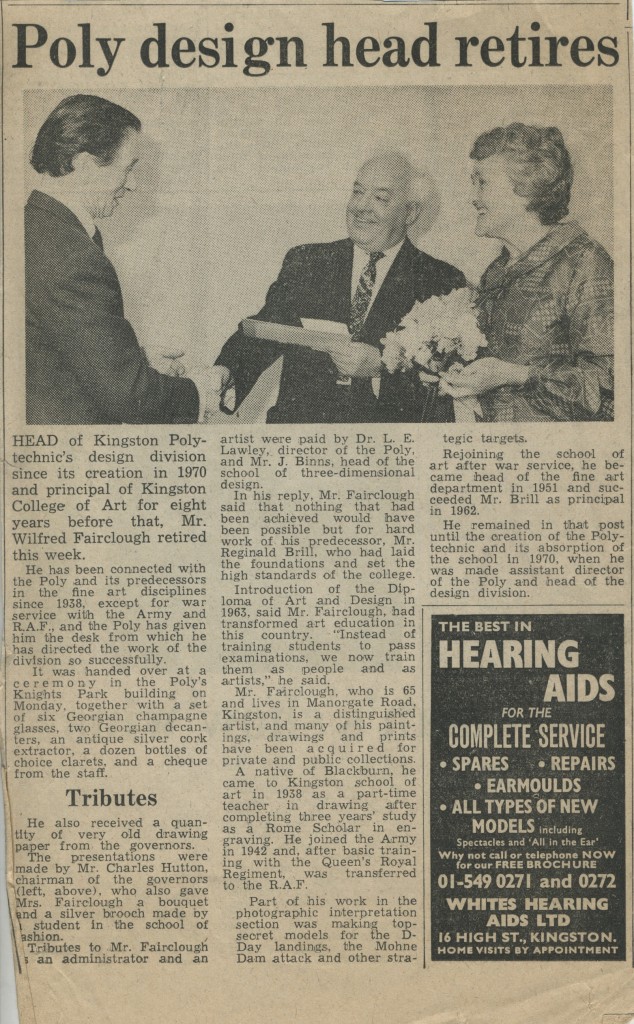 Poly design head retires
HEAD of Kingston Poly-
technic's design division
since its creation in 1970
and principal of Kingston
College of Art for eight
years before that, Mr.
Wilfred Fairclough retired
this week.
He has been connected with
the Poly and its predecessors
in the fine art disciplines
since 1938, except for war
service with the Army and
R.A.F., and the Poly has given
him the desk from which he
has directed the work of the
division so successfully.
It was handed over at a
ceremony in the Poly's
Knights Park building on
Monday, together with a set
of six Georgian champagne
glasses, two Georgian decan-
ters, an antique silver cork
extractor, a dozen bottles of
choice clarets, and a cheque
from the staff.
Tributes
He also received a quan-
tity of very old drawing
paper from the governors.
The presentations were
made by Mr. Charles Hutton,
chairman of the governors
(left, above), who also gave
Mrs. Fairclough a bouquet
and a silver brooch made by
student in the school of
ashion.
Tributes to Mr. Fairclough
s an administrator and an
artist were paid by Dr. L. E.
Lawley, director of the Poly,
and Mr. J. Binns, head of the
school of three-dimensional
design.
In his reply, Mr. Fairclough
said that nothing that had
been achieved would have
been possible but for hard
work of his predecessor, Mr.
Reginald Brill, who had laid
the foundations and set the
high standards of the college.
Introduction of the Dip-
loma of Art and Design in
1963, said Mr. Fairclough, had
transformed art education in
this country. "Instead of
training students to pass
examinations, we now train
them as people and as
artists," he said.
Mr. Fairclough, who is 65
and lives in Manorgate Road,
Kingston, is a distinguished
artist, and many of his paint-
ings, drawings and prints
have been acquired for
private and public collections.
A native of Blackburn, he
came to Kingston school of
art in 1938 as a part-time
teacher in drawing after
completing three years' study
as a Rome Scholar in en-
graving. He joined the Army
in 1942 and, after basic train-
ing with the Queen's Royal
Regiment, was transferred
to the R.A.F.
Part of his work in the
photographic interpretation
section was making top-
secret models for the D-
Day landings, the Mohne
Dam attack and other stra-
tegic targets.
Rejoining the school of
art after war service, he be-
came head of the fine art
department in 1951 and suc-
ceeded Mr. Brill as principal
in 1962.
He remained in that post
until the creation of the Poly-
technic and its absorption of
the school in 1970, when he
was made assistant director
of the Poly and head of the
design division.
THE BEST IN
HEARING
AIDS
FOR THE
COMPLETE SERVICE
• SPARES • REPAIRS
• EARMOULDS
• ALL TYPES OF NEW
MODELS including
Spectacles and 'All in the Ear'
Why not call or telephone NOW
for our FREE BROCHURE
01-549 0271 and 0272
WHITES HEARING
AIDS LTD
16 HIGH ST., KINGSTON.
HOME VISITS BY APPOINTMENT